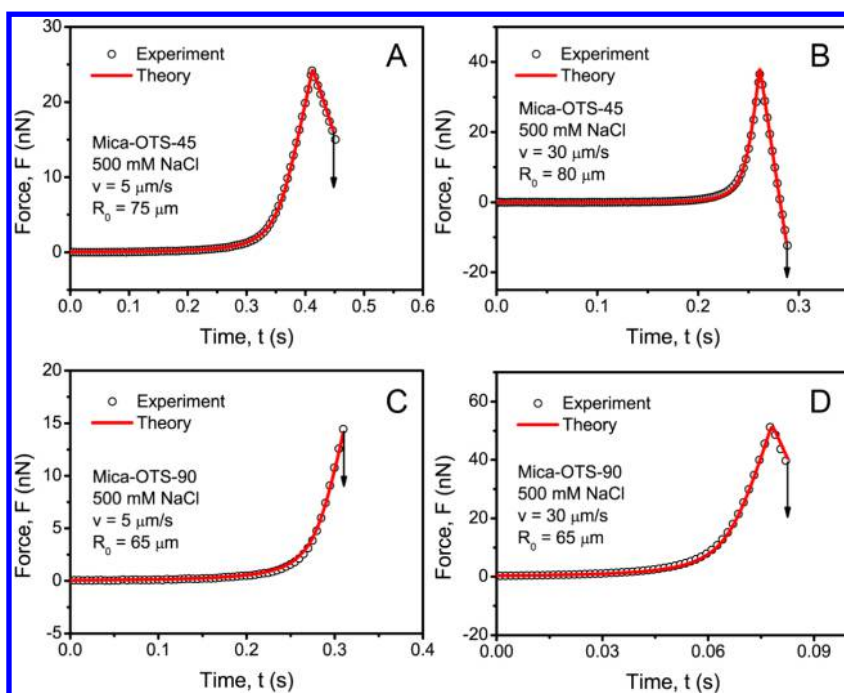 A
Experiment
Theory
Mica-OTS-45
500 mM NaCl
v = 5 μm/s
R0 = 75 μm
Force, F (nN)
30
20
10
0
0.0 0.1 0.2 0.3 0.4 0.5 0.6
Time, t (s)
B
Experiment
Theory
Mica-OTS-45
500 mM NaCl
v = 30 μm/s
R0 = 80 μm
Force, F (nN)
40
20
0
-20
0.0 0.1 0.2 0.3
Time, t (s)
C
Experiment
Theory
Mica-OTS-90
500 mM NaCl
v = 5 μm/s
R0 = 65 μm
Force, F (nN)
20
15
10
5
0
-5
0.0 0.1 0.2 0.3 0.4
Time, t (s)
D
Experiment
Theory
Mica-OTS-90
500 mM NaCl
v = 30 μm/s
R0 = 65 μm
Force, F (nN)
60
40
20
0
-20
0.00 0.03 0.06 0.09
Time, t (s)